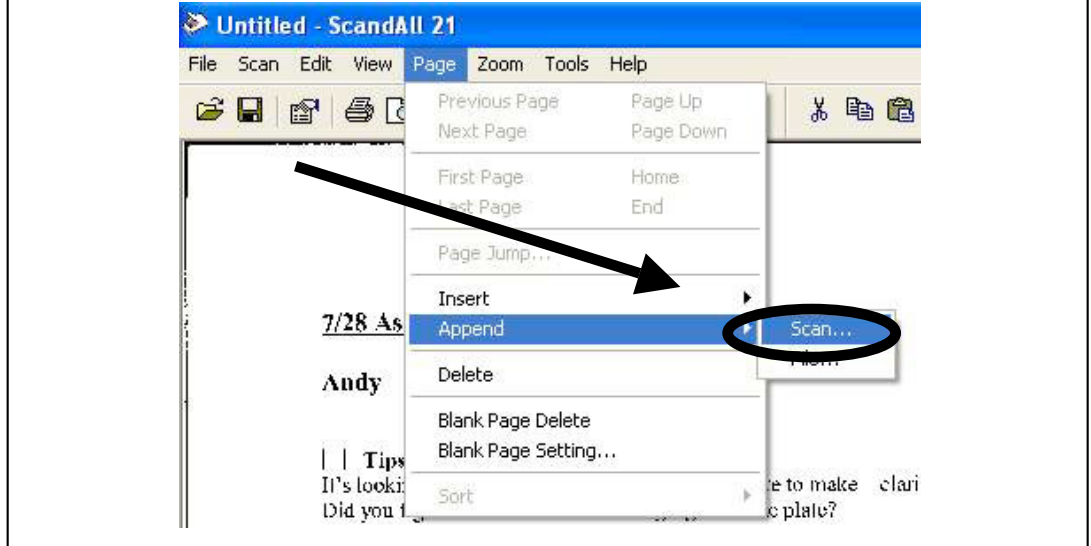 Untitled - ScandAll 21
File Scan Edit View Page Zoom Tools Help
Previous Page Page Up
Next Page Page Down
First Page Home
Last Page End
Page Jump...
Insert
Append Scan...
Delete
Blank Page Delete
Blank Page Setting...
Sort
7/28 As
Andy
Tips
It's looki e to make clari
Did you plate?